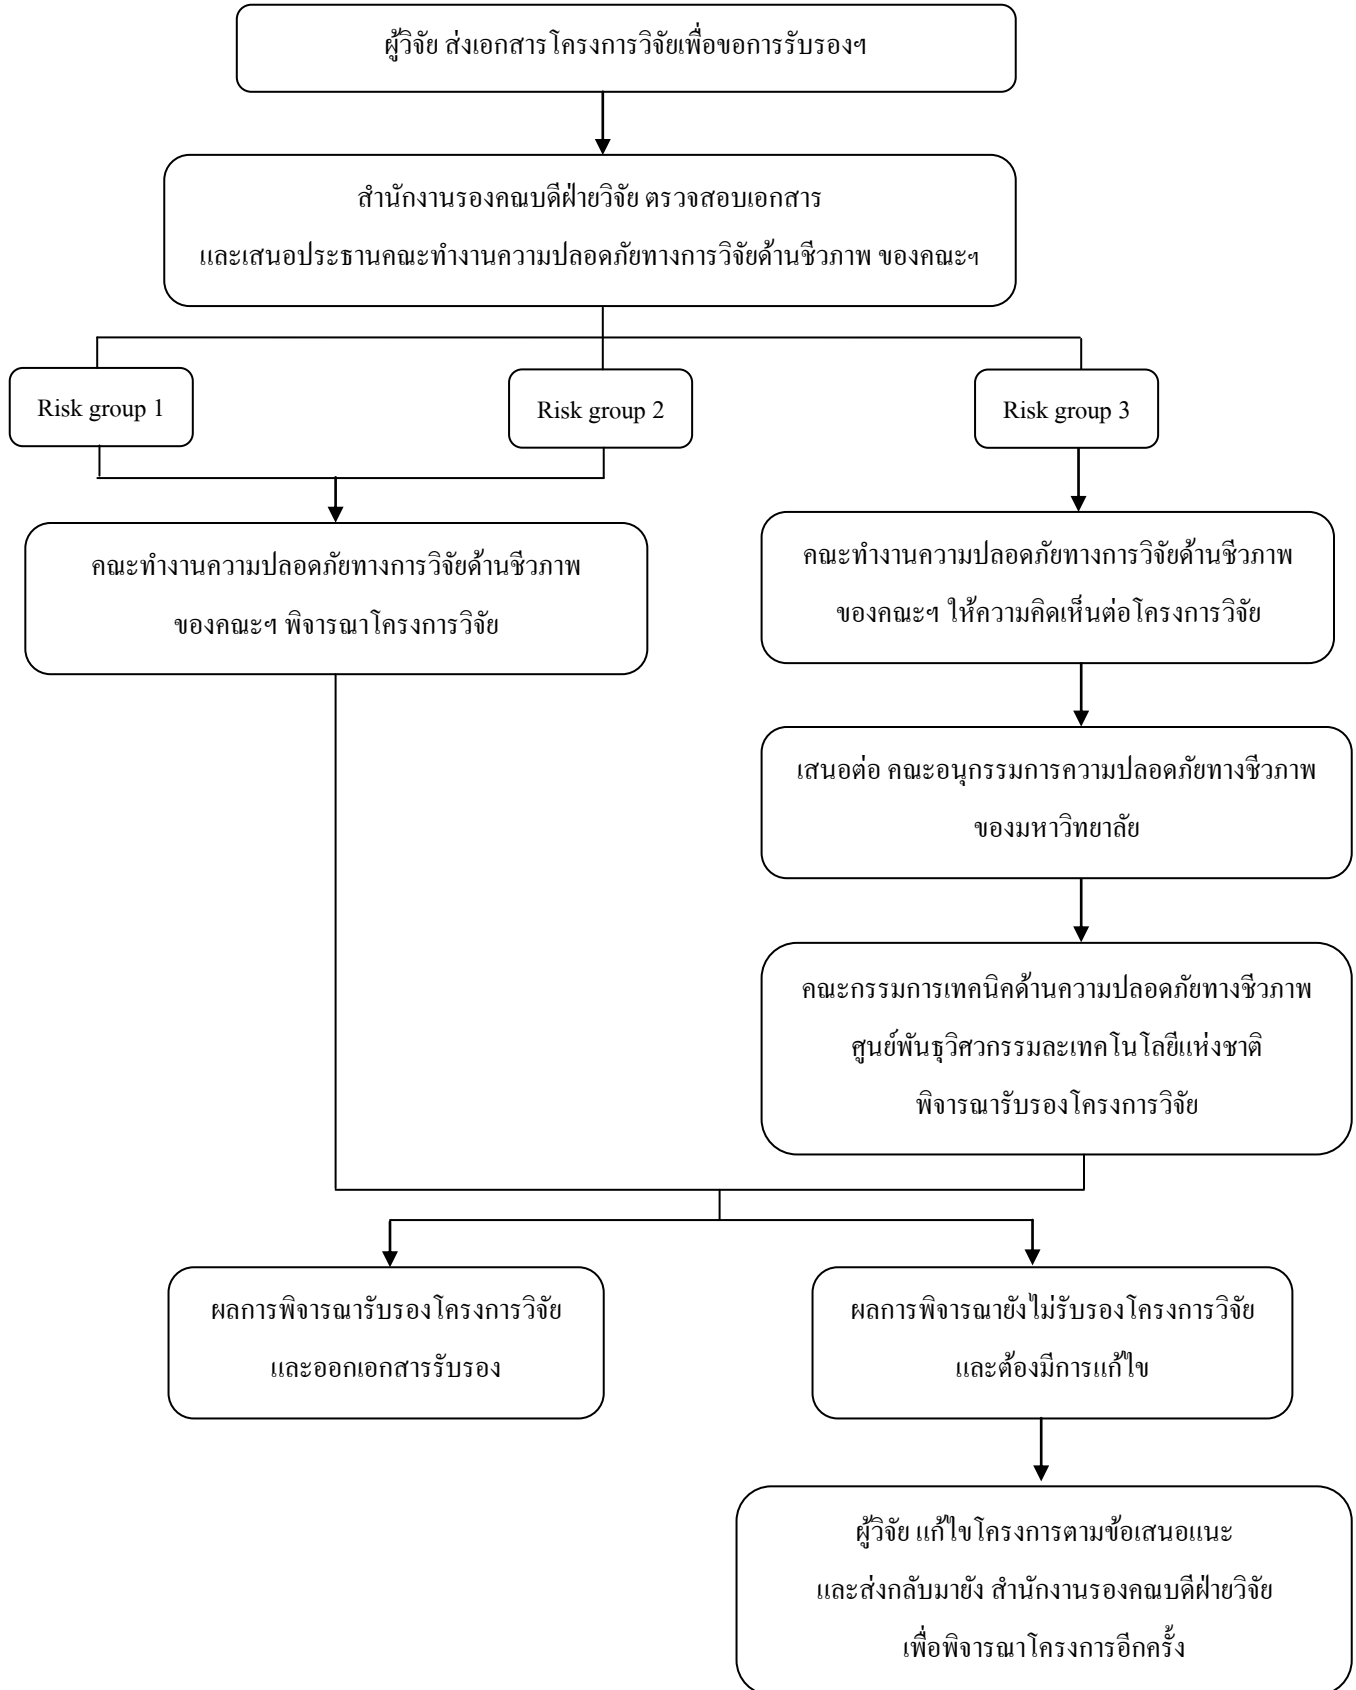 ผู้วิจัย ส่งเอกสารโครงการวิจัยเพื่อขอการรับรองฯ
สำนักงานรองคณบดีฝ่ายวิจัย ตรวจสอบเอกสาร
และเสนอประธานคณะทำงานความปลอดภัยทางการวิจัยด้านชีวภาพ ของคณะฯ
Risk group 1
Risk group 2
Risk group 3
คณะทำงานความปลอดภัยทางการวิจัยด้านชีวภาพ
ของคณะฯ พิจารณาโครงการวิจัย
คณะทำงานความปลอดภัยทางการวิจัยด้านชีวภาพ
ของคณะฯ ให้ความคิดเห็นต่อโครงการวิจัย
เสนอต่อ คณะอนุกรรมการความปลอดภัยทางชีวภาพ
ของมหาวิทยาลัย
คณะกรรมการเทคนิคด้านความปลอดภัยทางชีวภาพ
ศูนย์พันธุวิศวกรรมละเทคโนโลยีแห่งชาติ
พิจารณารับรองโครงการวิจัย
ผลการพิจารณารับรองโครงการวิจัย
และออกเอกสารรับรอง
ผลการพิจารณายังไม่รับรองโครงการวิจัย
และต้องมีการแก้ไข
ผู้วิจัย แก้ไขโครงการตามข้อเสนอแนะ
และส่งกลับมายัง สำนักงานรองคณบดีฝ่ายวิจัย
เพื่อพิจารณาโครงการอีกครั้ง